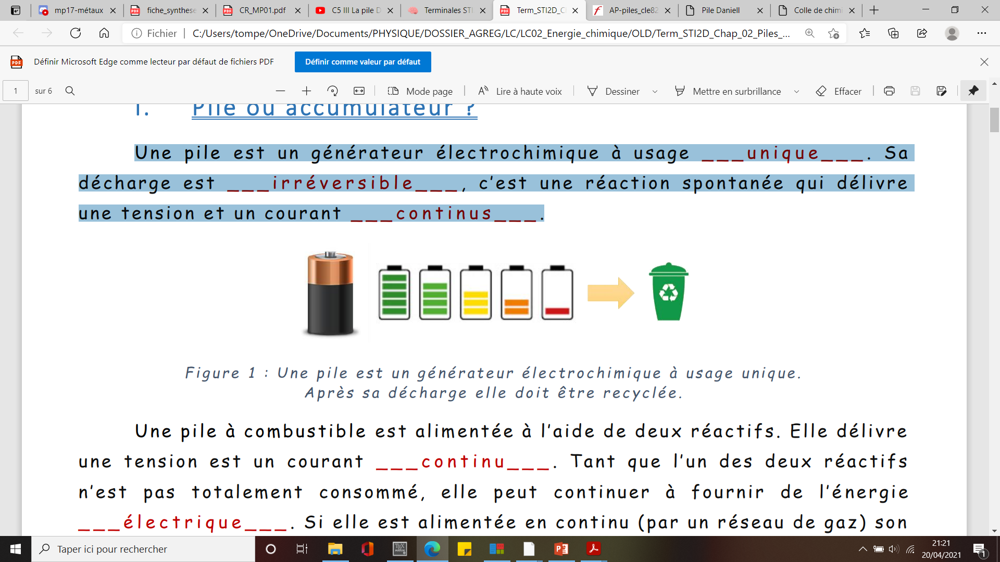 mp17-métaux
fiche_synthese
CR_MP01.pdf
C5 III La pile D
Terminales STI
Term_STI2D_C
AP-piles_cle82
Pile Daniell
Colle de chimi
Fichier
C:/Users/tompe/OneDrive/Documents/PHYSIQUE/DOSSIER_AGREG/LC/LC02_Energie_chimique/OLD/Term_STI2D_Chap_02_Piles_...
Définir Microsoft Edge comme lecteur par défaut de fichiers PDF
Définir comme valeur par défaut
1 sur 6
Mode page
Lire à haute voix
Dessiner
Mettre en surbrillance
Effacer
I. Pile ou accumulateur ?
Une pile est un générateur électrochimique à usage ___unique___. Sa
décharge est ___irréversible___, c'est une réaction spontanée qui délivre
une tension et un courant ___continus___.
Figure 1 : Une pile est un générateur électrochimique à usage unique.
Après sa décharge elle doit être recyclée.
Une pile à combustible est alimentée à l'aide de deux réactifs. Elle délivre
une tension est un courant ___continu___. Tant que l'un des deux réactifs
n'est pas totalement consommé, elle peut continuer à fournir de l'énergie
___électrique___. Si elle est alimentée en continu (par un réseau de gaz) son
Taper ici pour rechercher
21:21
20/04/2021
1